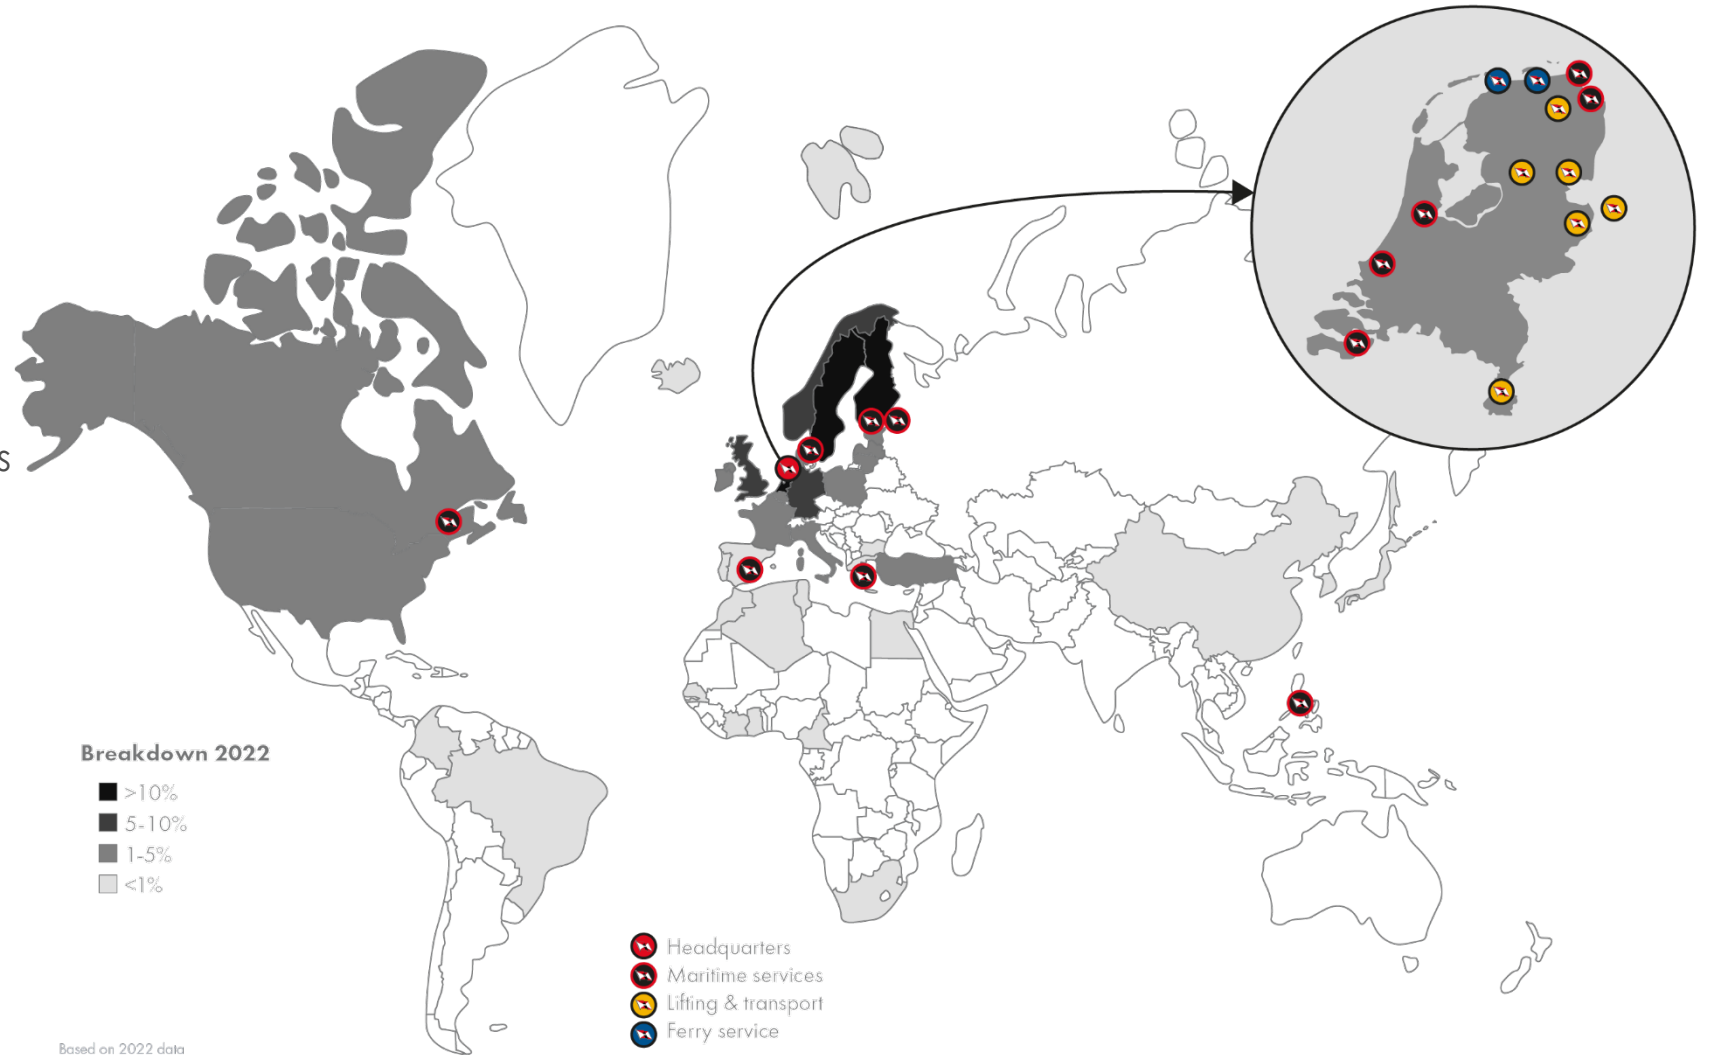 S
Breakdown 2022
>10%
5-10%
1-5%
<1%
Headquarters
Maritime services
Lifting & transport
Ferry service
Based on 2022 data